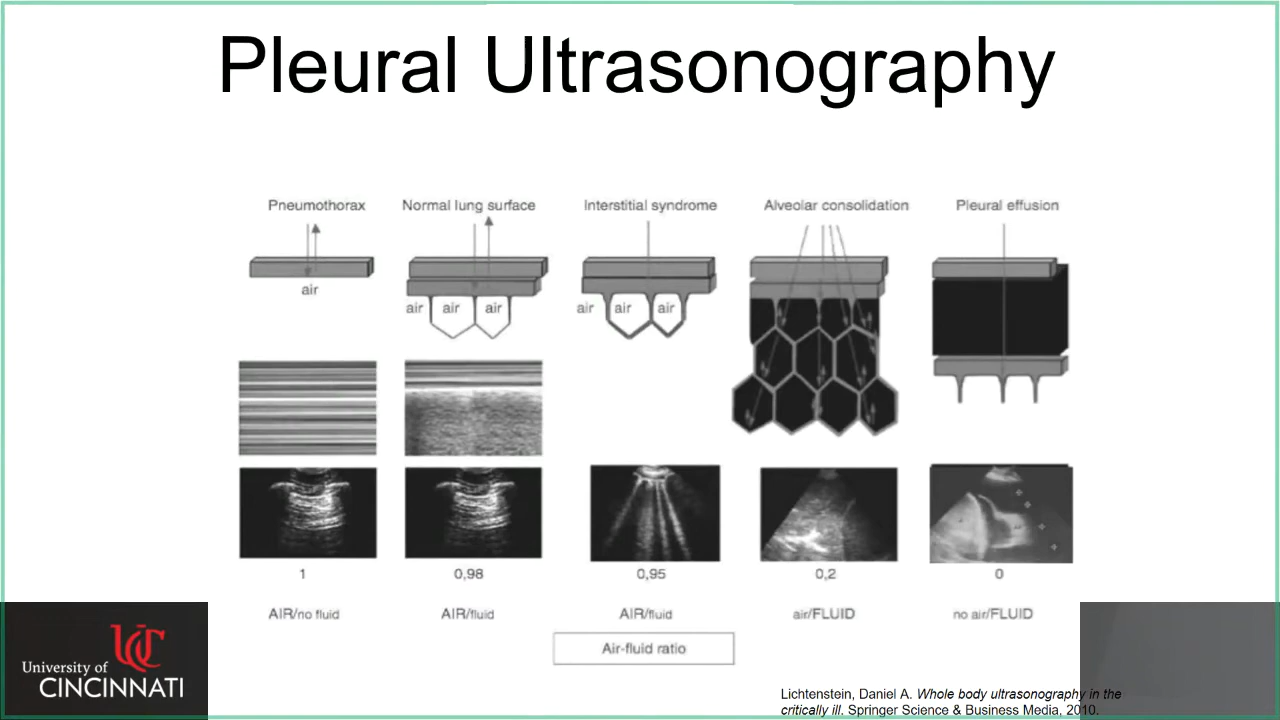 Pleural Ultrasonography
Pneumothorax
Normal lung surface
Interstitial syndrome
Alveolar consolidation
Pleural effusion
air
air
air
air
air
air
air
1
0,98
0,95
0,2
0
AIR/no fluid
AIR/fluid
AIR/fluid
air/FLUID
no air/FLUID
Air-fluid ratio
University of
CINCINNATI
Lichtenstein, Daniel A. Whole body ultrasonography in the
critically ill. Springer Science & Business Media, 2010.